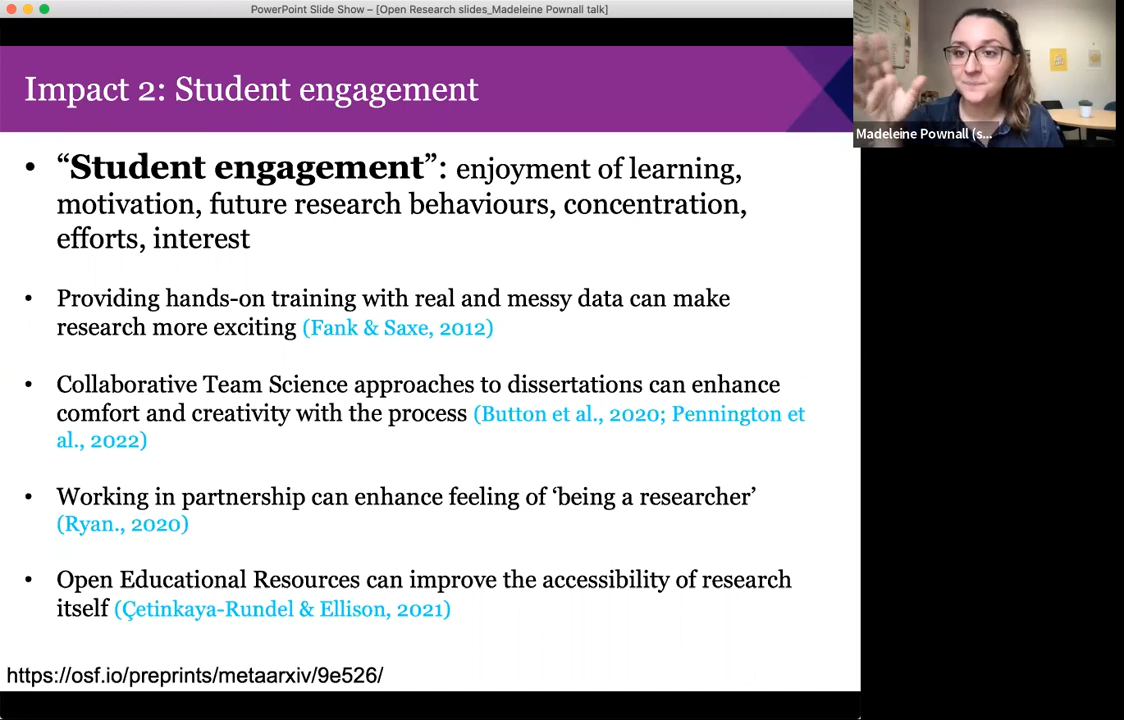 PowerPoint Slide Show – [Open Research slides_Madeleine Pownall talk]
Impact 2: Student engagement
• “Student engagement”: enjoyment of learning,
motivation, future research behaviours, concentration,
efforts, interest
• Providing hands-on training with real and messy data can make
research more exciting (Fank & Saxe, 2012)
• Collaborative Team Science approaches to dissertations can enhance
comfort and creativity with the process (Button et al., 2020; Pennington et
al., 2022)
• Working in partnership can enhance feeling of ‘being a researcher’
(Ryan., 2020)
• Open Educational Resources can improve the accessibility of research
itself (Çetinkaya-Rundel & Ellison, 2021)
https://osf.io/preprints/metaarxiv/9e526/
Madeleine Pownall (s...